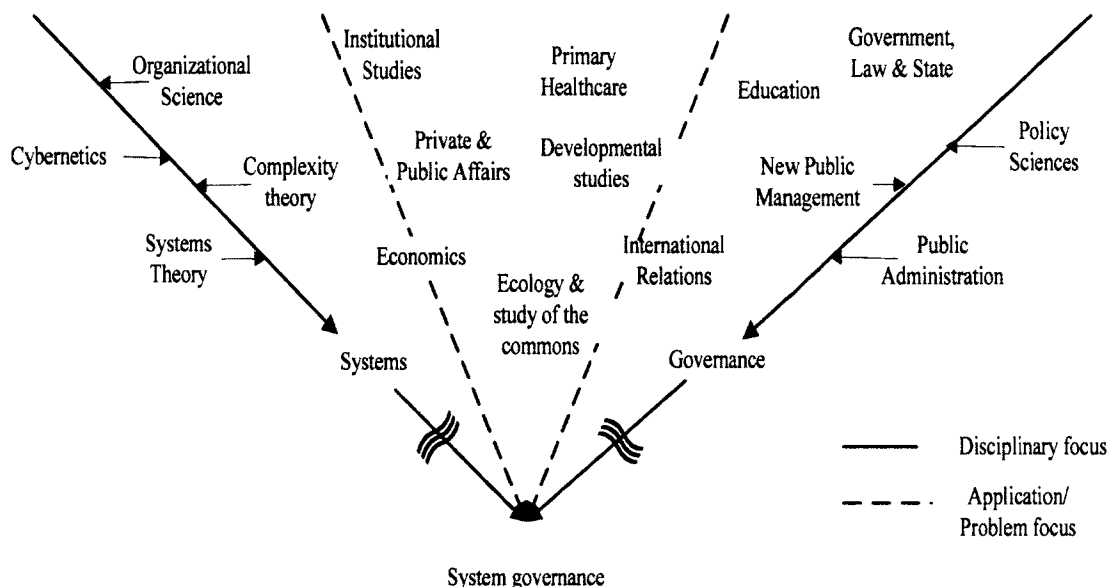 Organizational
Science
Institutional
Studies
Primary
Healthcare
Government,
Law & State
Education
Cybernetics
Complexity
theory
Private &
Public Affairs
Developmental
studies
New Public
Management
Policy
Sciences
Systems
Theory
Economics
International
Relations
Public
Administration
Ecology &
study of the
commons
Systems
Governance
Disciplinary focus
Application/
Problem focus
System governance